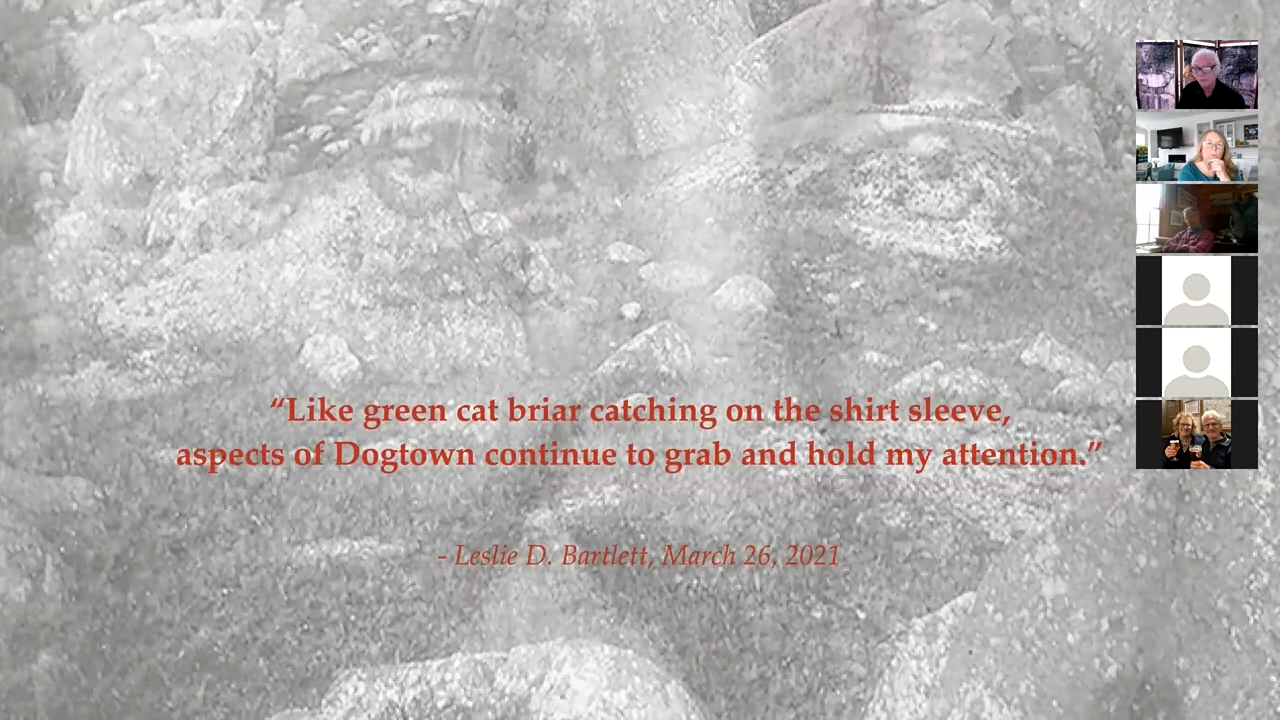 “Like green cat briar catching on the shirt sleeve,
aspects of Dogtown continue to grab and hold my attention.”
- Leslie D. Bartlett, March 26, 2021